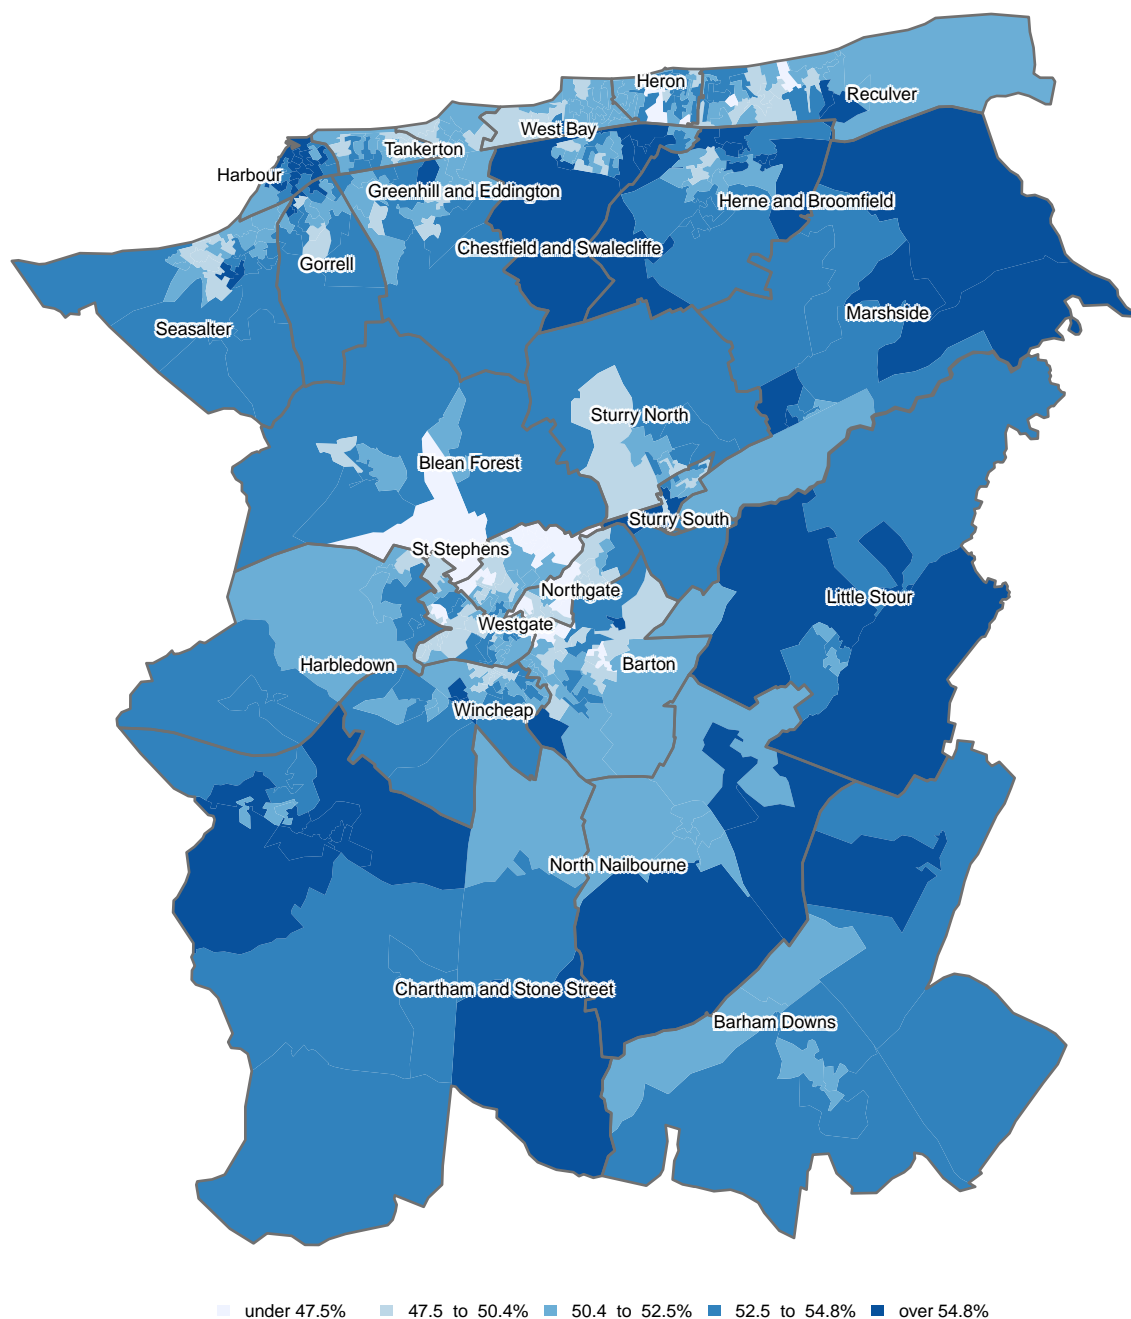 Heron
Reculver
West Bay
Tankerton
Harbour
Greenhill and Eddington
Herne and Broomfield
Chestfield and Swalecliffe
Gorrell
Marshside
Seasalter
Sturry North
Blean Forest
Sturry South
St Stephens
Northgate
Little Stour
Westgate
Harbledown
Barton
Wincheap
North Nailbourne
Chartham and Stone Street
Barham Downs
under 47.5% 47.5 to 50.4% 50.4 to 52.5% 52.5 to 54.8% over 54.8%